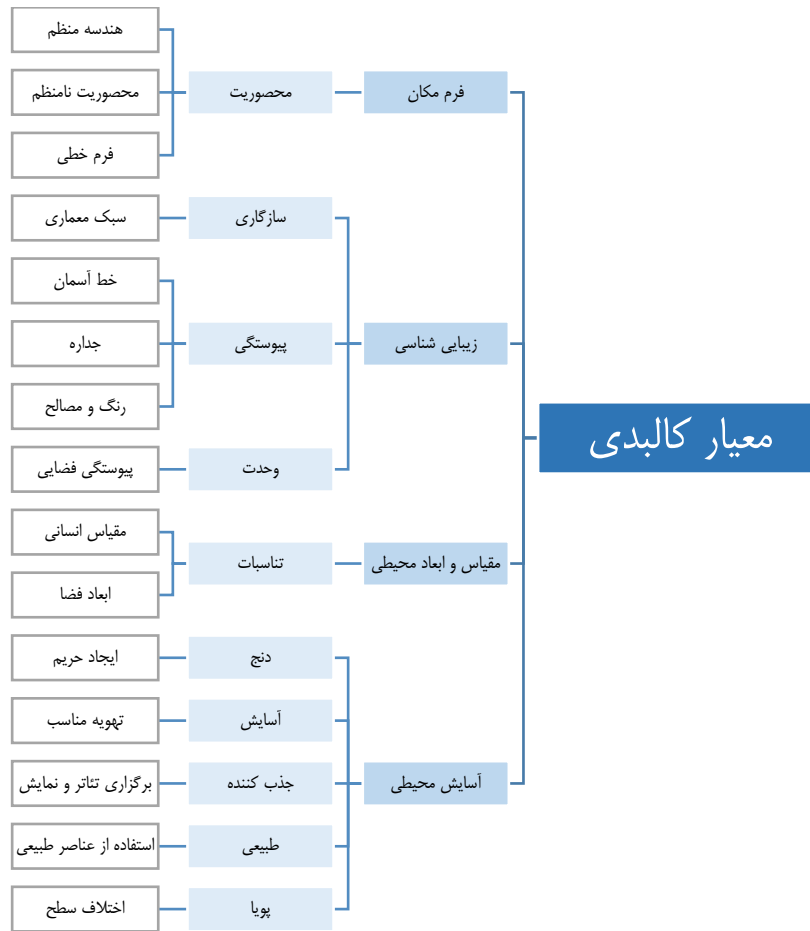 معیار کالبدی
فرم مکان
محصوریت
هندسه منظم
محصوریت نامنظم
فرم خطی
زیبایی شناسی
سازگاری
سبک معماری
پیوستگی
خط آسمان
جداره
رنگ و مصالح
وحدت
پیوستگی فضایی
مقیاس و ابعاد محیطی
تناسبات
مقیاس انسانی
ابعاد فضا
آسایش محیطی
دنج
ایجاد حریم
آسایش
تهویه مناسب
جذب کننده
برگزاری تئاتر و نمایش
طبیعی
استفاده از عناصر طبیعی
پویا
اختلاف سطح